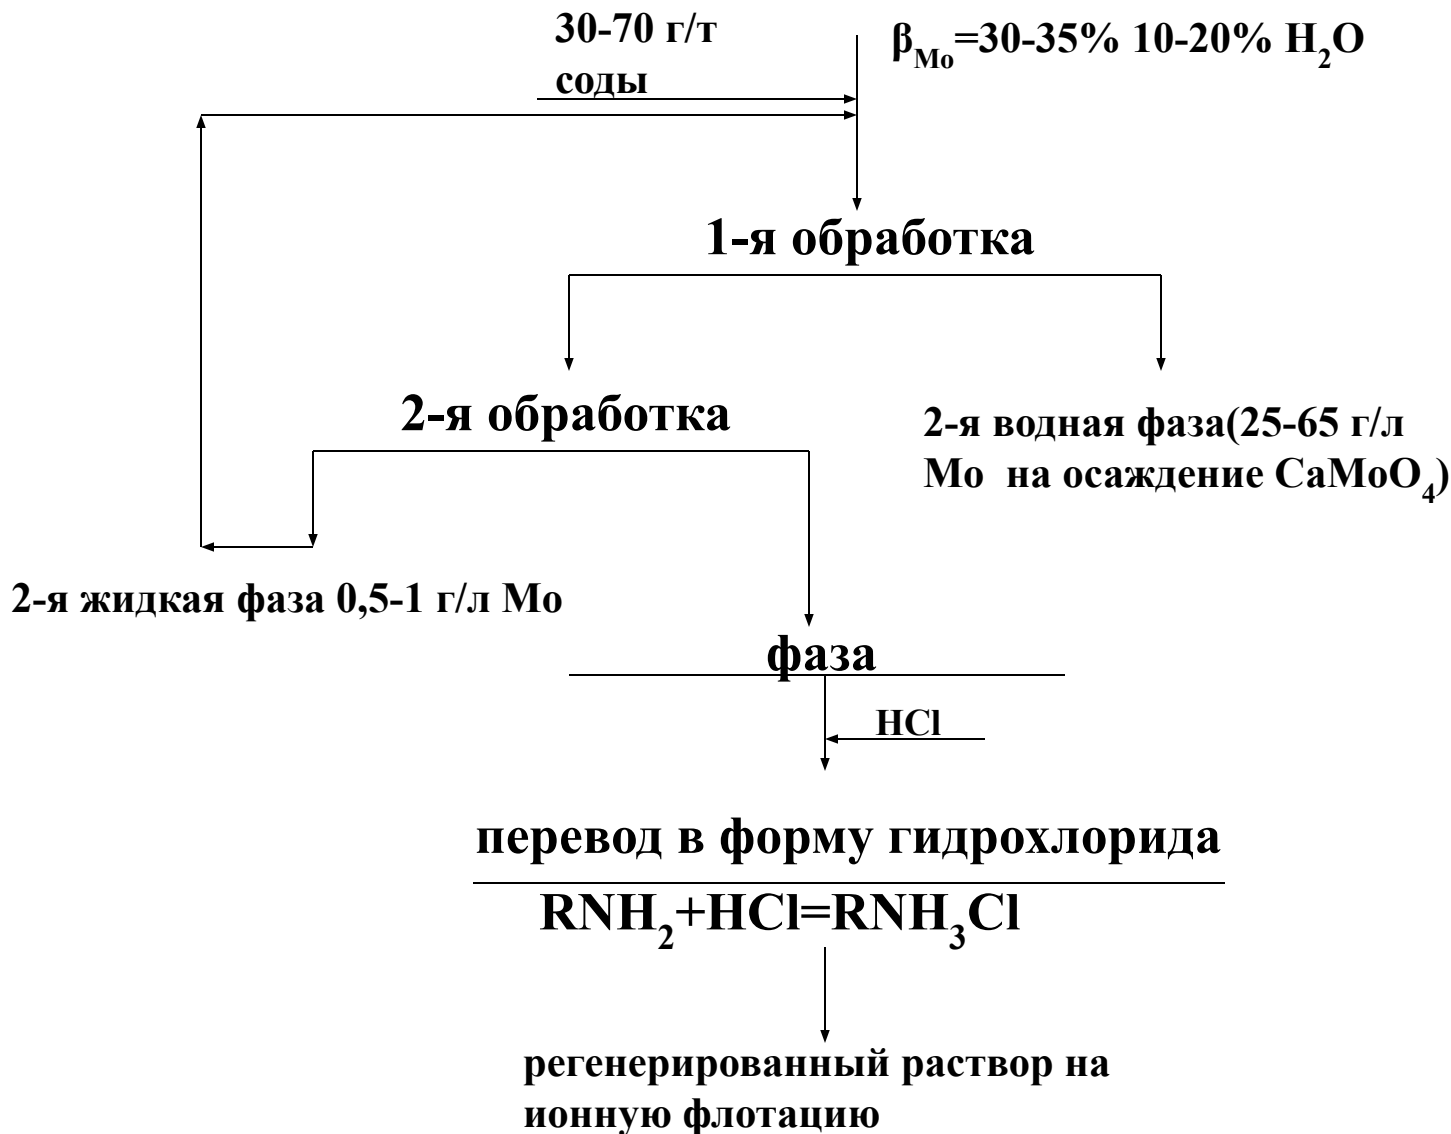 30-70 г/т
соды
βMo=30-35% 10-20% H2O
1-я обработка
2-я обработка
2-я водная фаза(25-65 г/л
Мо на осаждение CaMoO4)
2-я жидкая фаза 0,5-1 г/л Мо
фаза
HCl
перевод в форму гидрохлорида
RNH2+HCl=RNH3Cl
регенерированный раствор на
ионную флотацию